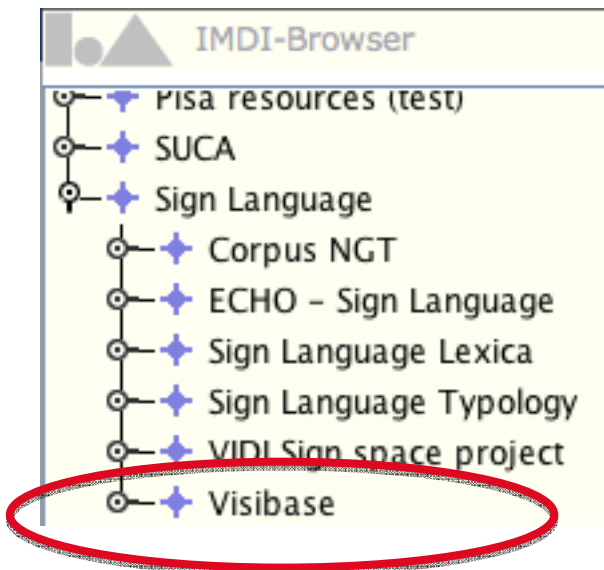 IMDI-Browser
Pisa resources (test)
SUCA
Sign Language
Corpus NGT
ECHO – Sign Language
Sign Language Lexica
Sign Language Typology
VIDI Sign space project
Visibase